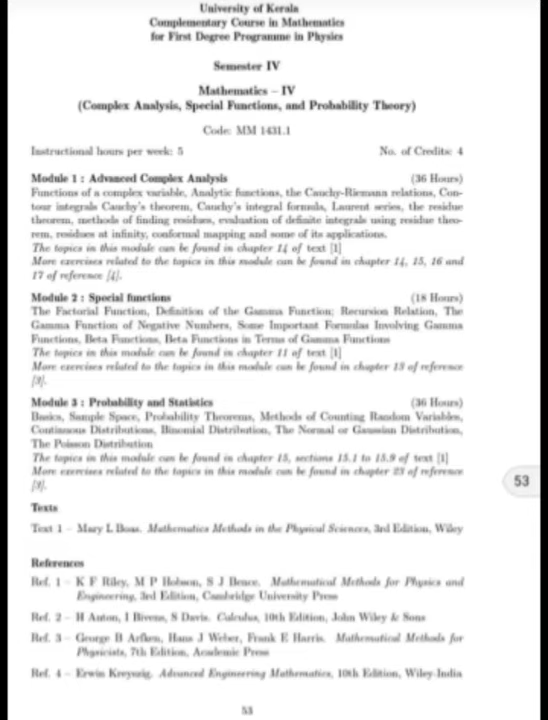 University of Kerala
Complementary Course in Mathematics
for First Degree Programme in Physics
Semester IV
Mathematics – IV
(Complex Analysis, Special Functions, and Probability Theory)
Code: MM 1431.1
Instructional hours per week: 5 No. of Credits: 4
Module 1 : Advanced Complex Analysis (36 Hours)
Functions of a complex variable, Analytic functions, the Cauchy-Riemann relations, Con-
tour integrals Cauchy's theorem, Cauchy's integral formula, Laurent series, the residue
theorem, methods of finding residues, evaluation of definite integrals using residue theo-
rem, residues at infinity, conformal mapping and some of its applications.
The topics in this module can be found in chapter 14 of text [1]
More exercises related to the topics in this module can be found in chapter 14, 15, 16 and
17 of reference [4].
Module 2 : Special functions (18 Hours)
The Factorial Function, Definition of the Gamma Function; Recursion Relation, The
Gamma Function of Negative Numbers, Some Important Formulas Involving Gamma
Functions, Beta Functions, Beta Functions in Terms of Gamma Functions
The topics in this module can be found in chapter 11 of text [1]
More exercises related to the topics in this module can be found in chapter 13 of reference
[3].
Module 3 : Probability and Statistics (36 Hours)
Basics, Sample Space, Probability Theorems, Methods of Counting Random Variables,
Continuous Distributions, Binomial Distribution, The Normal or Gaussian Distribution,
The Poisson Distribution
The topics in this module can be found in chapter 15, sections 15.1 to 15.9 of text [1]
More exercises related to the topics in this module can be found in chapter 23 of reference
[3].
53
Texts
Text 1 – Mary L Boas. Mathematics Methods in the Physical Sciences, 3rd Edition, Wiley
References
Ref. 1 – K F Riley, M P Hobson, S J Bence. Mathematical Methods for Physics and
Engineering, 3rd Edition, Cambridge University Press
Ref. 2 – H Anton, I Bivens, S Davis. Calculus, 10th Edition, John Wiley & Sons
Ref. 3 – George B Arfken, Hans J Weber, Frank E Harris. Mathematical Methods for
Physicists, 7th Edition, Academic Press
Ref. 4 – Erwin Kreyszig. Advanced Engineering Mathematics, 10th Edition, Wiley-India
53